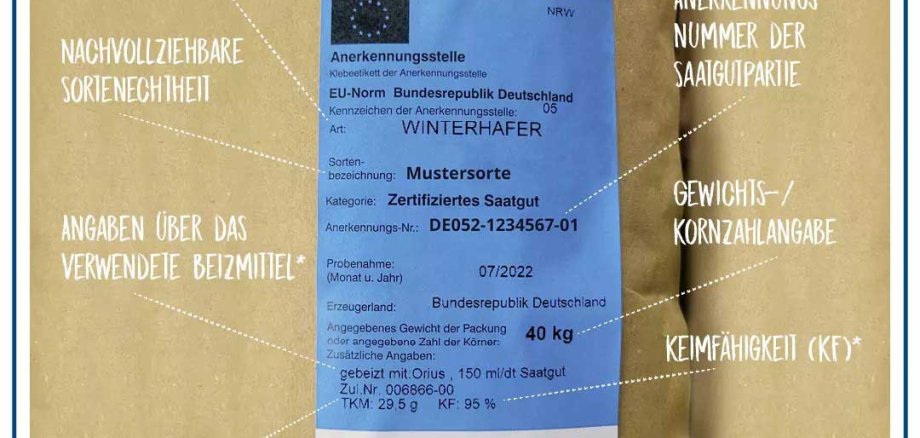 NRW
ANERKENNUNGS
NUMMER DER
SAATGUTPARTIE
NACHVOLLZIEHBARE
SORTENECHTHEIT
Anerkennungsstelle
Klebeetikett der Anerkennungsstelle
EU-Norm Bundesrepublik Deutschland
Kennzeichen der Anerkennungsstelle: 05
Art: WINTERHAFER
Sorten-
bezeichnung: Mustersorte
Kategorie: Zertifiziertes Saatgut
Anerkennungs-Nr.: DE052-1234567-01
GEWICHTS-/
KORNZAHLANGABE
ANGABEN ÜBER DAS
VERWENDETE BEIZMITTEL*
Probenahme:
(Monat u. Jahr) 07/2022
Erzeugerland: Bundesrepublik Deutschland
Angegebenes Gewicht der Packung
oder angegebene Zahl der Körner: 40 kg
Zusätzliche Angaben:
KEIMFÄHIGKEIT (KF)*
gebeizt mit:Orius , 150 ml/dt Saatgut
Zul.Nr. 006866-00
TKM: 29,5 g KF: 95 %